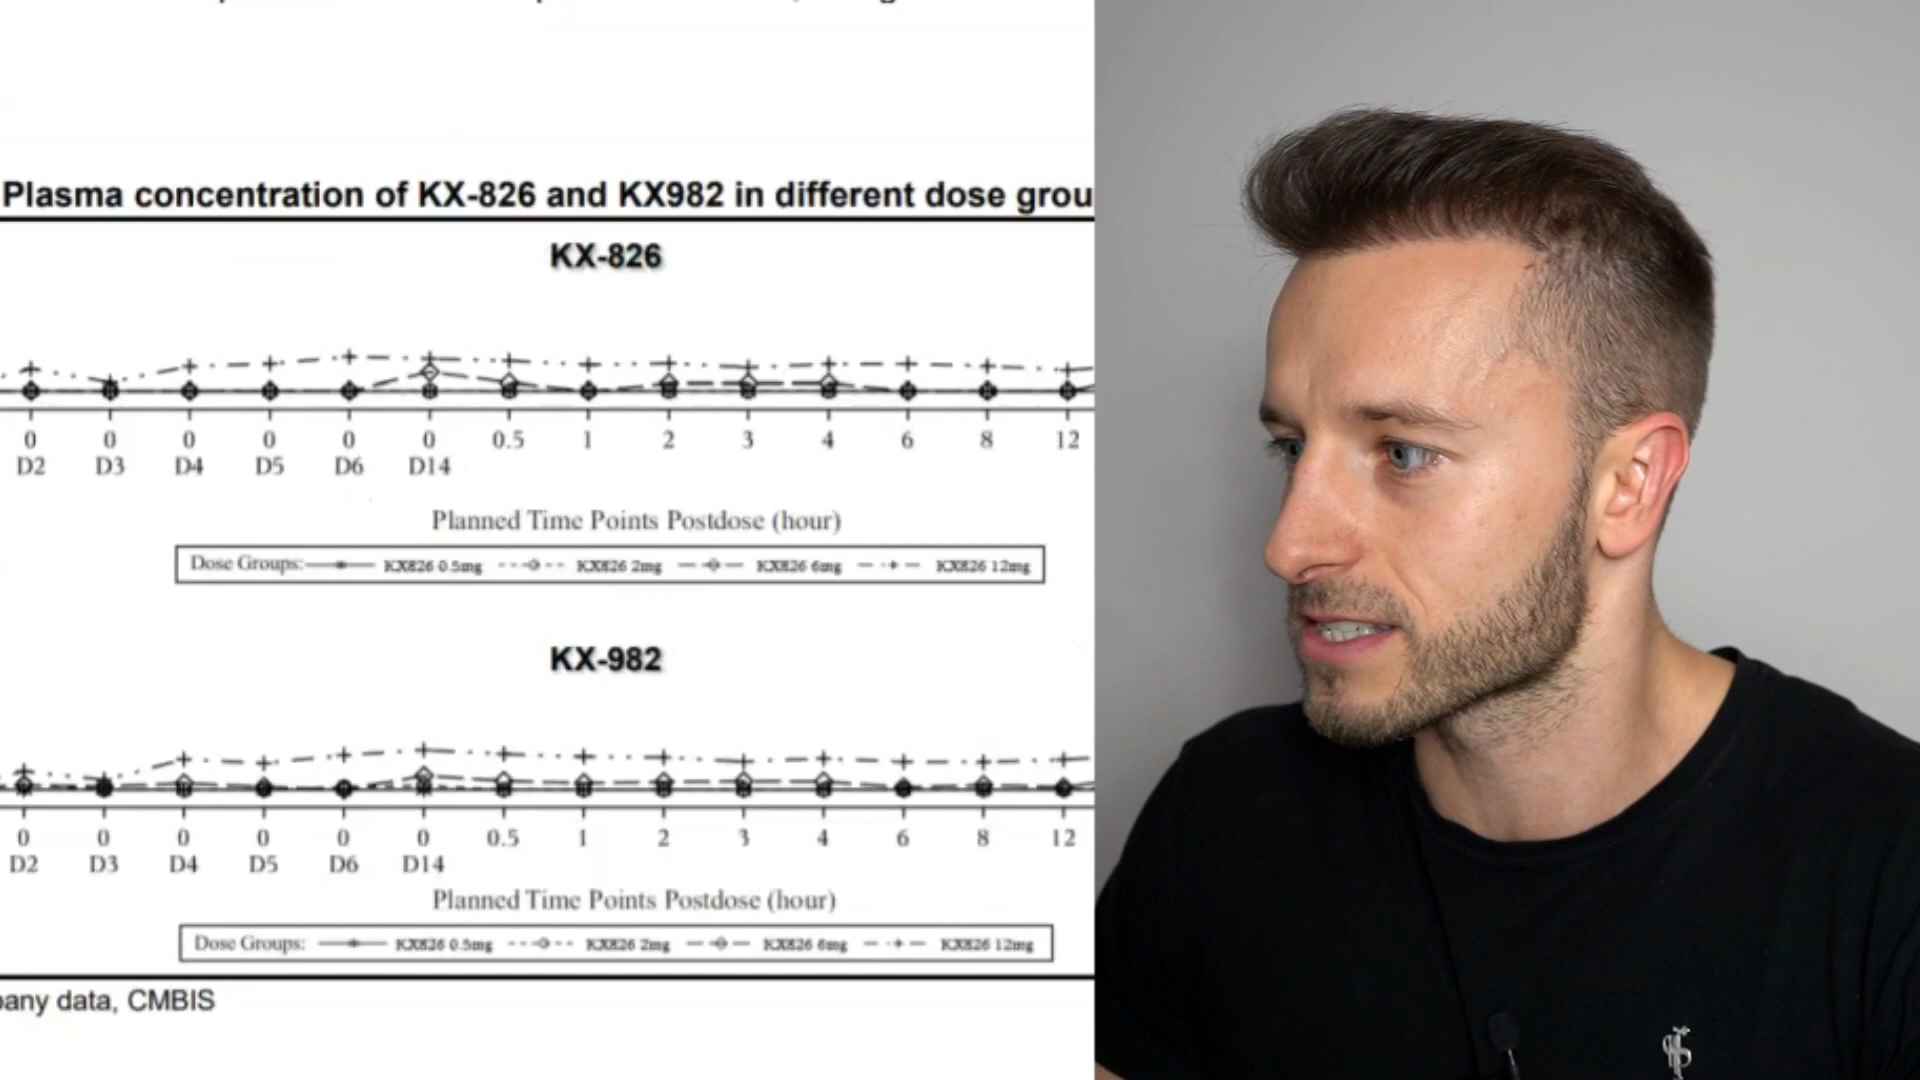 Plasma concentration of KX-826 and KX982 in different dose grou
KX-826
0 0 0 0 0 0 0.5 1 2 3 4 6 8 12
D2 D3 D4 D5 D6 D14
Planned Time Points Postdose (hour)
Dose Groups: KX826 0.5mg KX826 2mg KX826 6mg KX826 12mg
KX-982
0 0 0 0 0 0 0.5 1 2 3 4 6 8 12
D2 D3 D4 D5 D6 D14
Planned Time Points Postdose (hour)
Dose Groups: KX826 0.5mg KX826 2mg KX826 6mg KX826 12mg
pany data, CMBIS